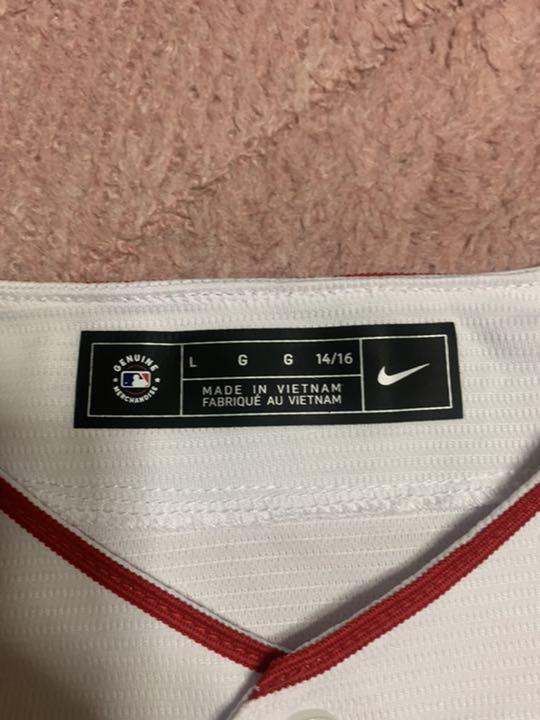 GENUINE
MERCHANDISE
L G G 14/16
MADE IN VIETNAM
FABRIQUÉ AU VIETNAM